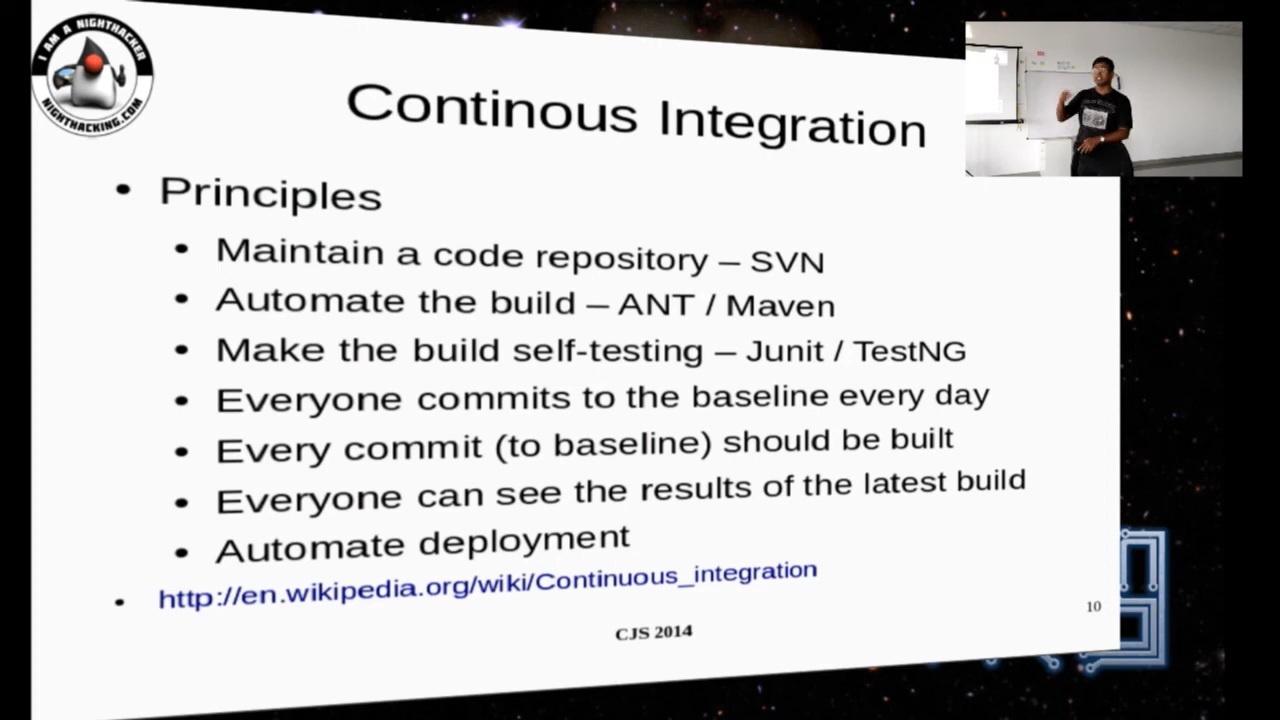 I AM A NIGHTHACKER
NIGHTHACKING.COM
Continous Integration
• Principles
• Maintain a code repository – SVN
• Automate the build – ANT / Maven
• Make the build self-testing – Junit / TestNG
• Everyone commits to the baseline every day
• Every commit (to baseline) should be built
• Everyone can see the results of the latest build
• Automate deployment
• http://en.wikipedia.org/wiki/Continuous_integration
10
CJS 2014